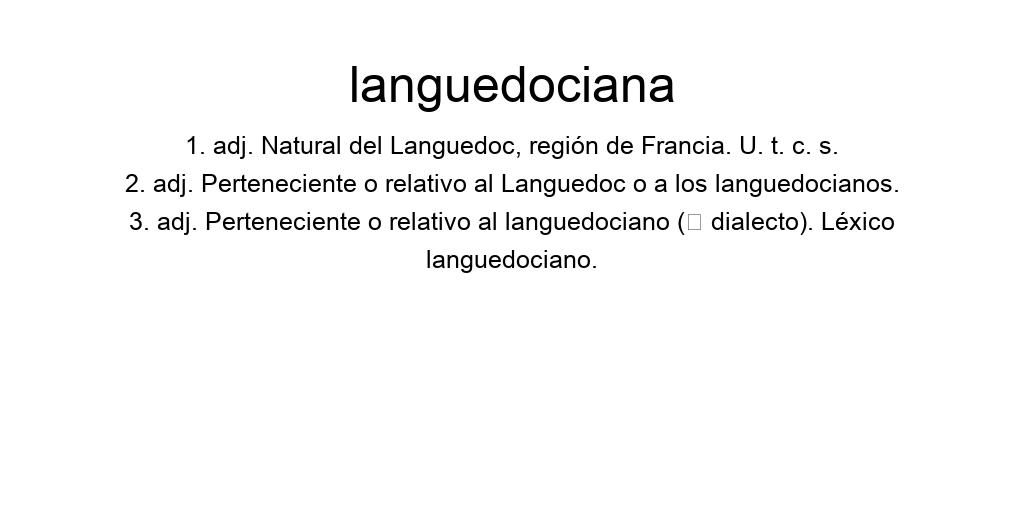 languedociana
1. adj. Natural del Languedoc, región de Francia. U. t. c. s.
2. adj. Perteneciente o relativo al Languedoc o a los languedocianos.
3. adj. Perteneciente o relativo al languedociano (□ dialecto). Léxico
languedociano.